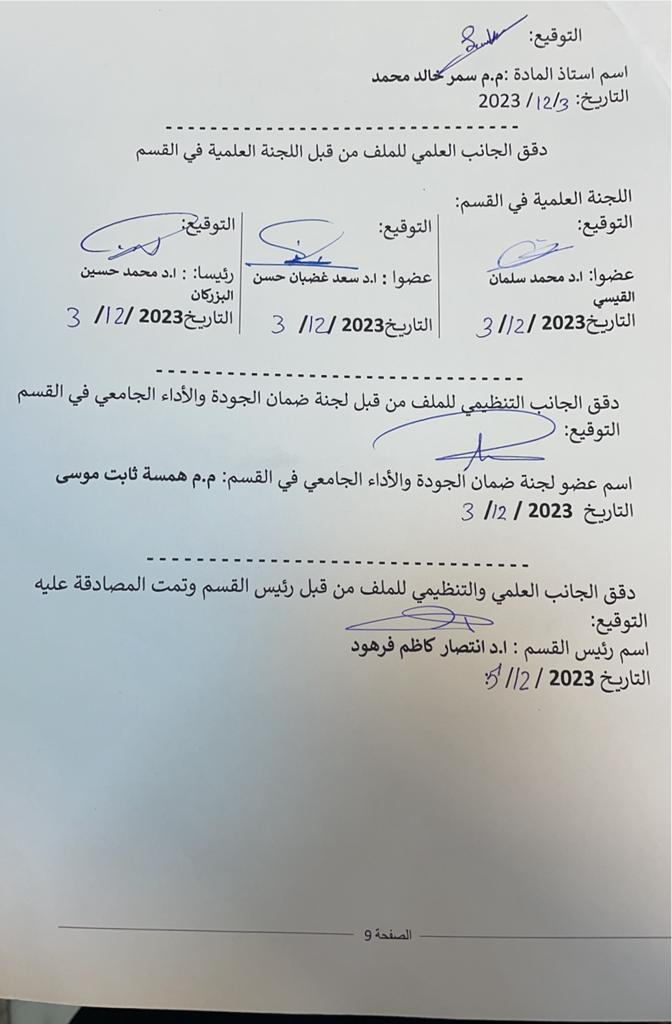 التوقيع:
اسم استاذ المادة :م.م سمر خالد محمد
التاريخ: 12/3/ 2023
دقق الجانب العلمي للملف من قبل اللجنة العلمية في القسم
اللجنة العلمية في القسم:
التوقيع:
عضوا: ا.د محمد سلمان
القيسي
التاريخ2023 /12/ 3
التوقيع:
عضوا : ا.د سعد غضبان حسن
التاريخ2023 /12/ 3
التوقيع:
رئيسا: : ا.د محمد حسين
البزركان
التاريخ2023 /12/ 3
دقق الجانب التنظيمي للملف من قبل لجنة ضمان الجودة والأداء الجامعي في القسم
التوقيع:
اسم عضو لجنة ضمان الجودة والأداء الجامعي في القسم: م.م همسة ثابت موسى
التاريخ 2023 /12/ 3
دقق الجانب العلمي والتنظيمي للملف من قبل رئيس القسم وتمت المصادقة عليه
التوقيع:
اسم رئيس القسم : ا.د انتصار كاظم فرهود
التاريخ 2023 /12/ 5
الصفحة 9